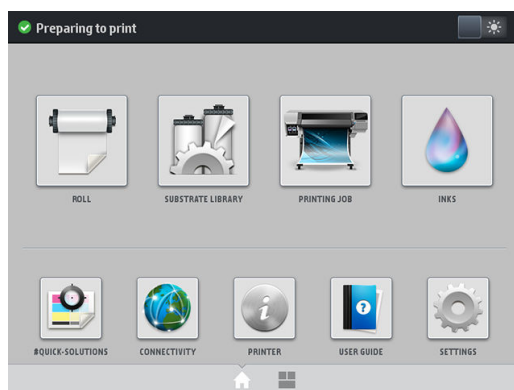 Preparing to print
ROLL
SUBSTRATE LIBRARY
PRINTING JOB
INKS
#QUICK-SOLUTIONS
CONNECTIVITY
PRINTER
USER GUIDE
SETTINGS